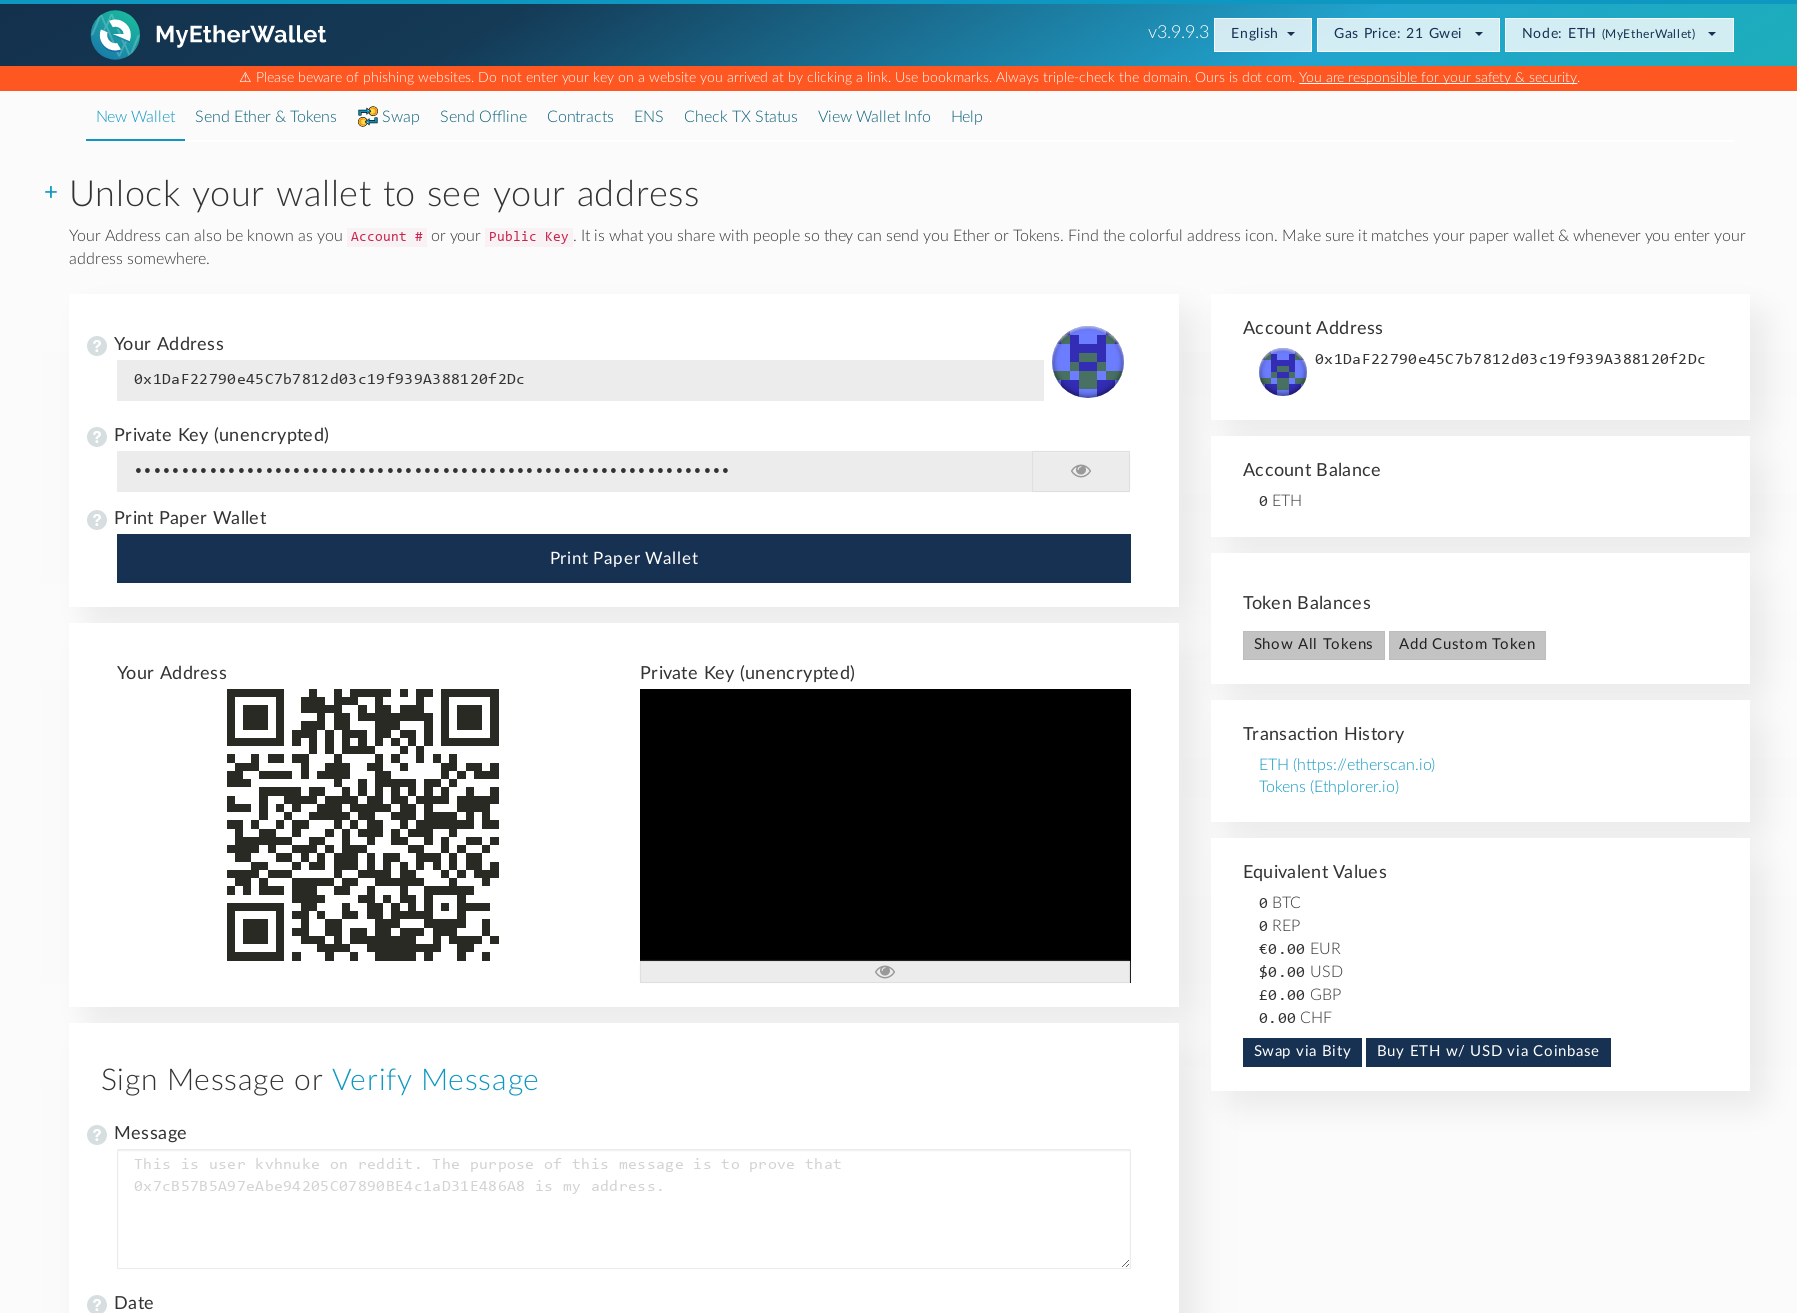 MyEtherWallet
v3.9.9.3 English Gas Price: 21 Gwei Node: ETH (MyEtherWallet)
⚠ Please beware of phishing websites. Do not enter your key on a website you arrived at by clicking a link. Use bookmarks. Always triple-check the domain. Ours is dot com. You are responsible for your safety & security.
New Wallet Send Ether & Tokens Swap Send Offline Contracts ENS Check TX Status View Wallet Info Help
+ Unlock your wallet to see your address
Your Address can also be known as you Account # or your Public Key. It is what you share with people so they can send you Ether or Tokens. Find the colorful address icon. Make sure it matches your paper wallet & whenever you enter your
address somewhere.
? Your Address
0x1DaF22790e45C7b7812d03c19f939A388120f2Dc
? Private Key (unencrypted)
••••••••••••••••••••••••••••••••••••••••••••••••••••••••••••••••
? Print Paper Wallet
Print Paper Wallet
Your Address
Private Key (unencrypted)
Sign Message or Verify Message
? Message
This is user kvhnuke on reddit. The purpose of this message is to prove that
0x7cB57B5A97eAbe94205C07890BE4c1aD31E486A8 is my address.
? Date
Account Address
0x1DaF22790e45C7b7812d03c19f939A388120f2Dc
Account Balance
0 ETH
Token Balances
Show All Tokens Add Custom Token
Transaction History
ETH (https://etherscan.io)
Tokens (Ethplorer.io)
Equivalent Values
0 BTC
0 REP
€0.00 EUR
$0.00 USD
£0.00 GBP
0.00 CHF
Swap via Bity Buy ETH w/ USD via Coinbase